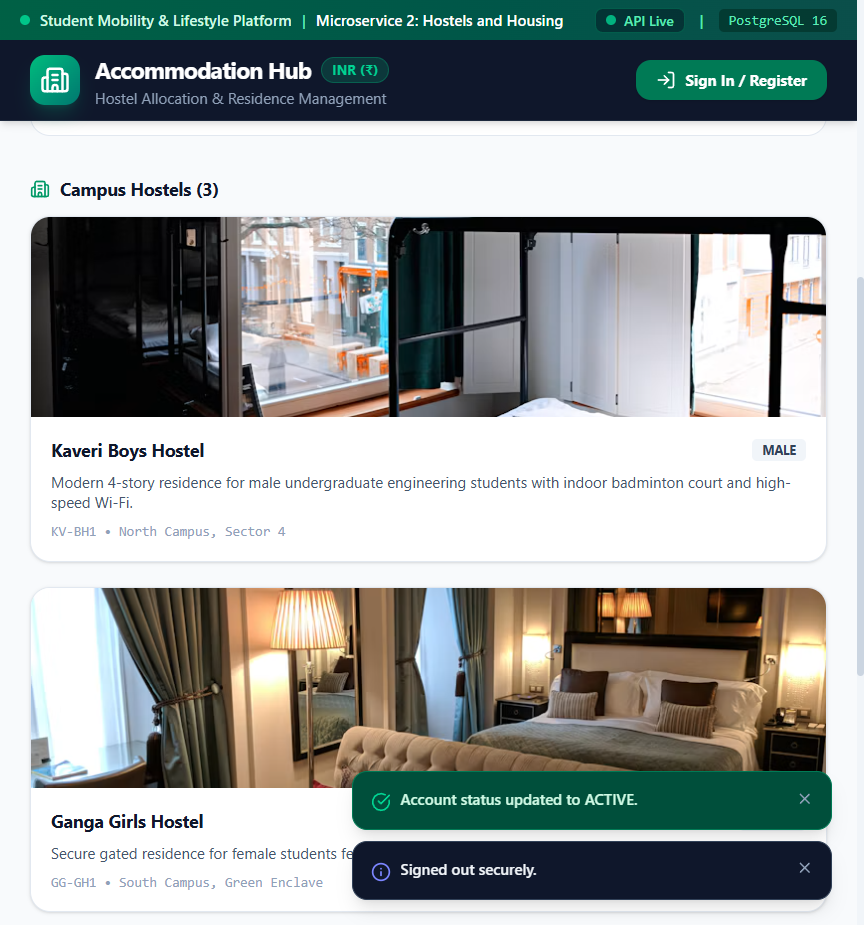 Student Mobility & Lifestyle Platform | Microservice 2: Hostels and Housing API Live | PostgreSQL 16
Accommodation Hub INR (₹)
Hostel Allocation & Residence Management
Sign In / Register
Campus Hostels (3)
Kaveri Boys Hostel MALE
Modern 4-story residence for male undergraduate engineering students with indoor badminton court and high-
speed Wi-Fi.
KV-BH1 • North Campus, Sector 4
Ganga Girls Hostel
Secure gated residence for female students
GG-GH1 • South Campus, Green Enclave
Account status updated to ACTIVE.
Signed out securely.